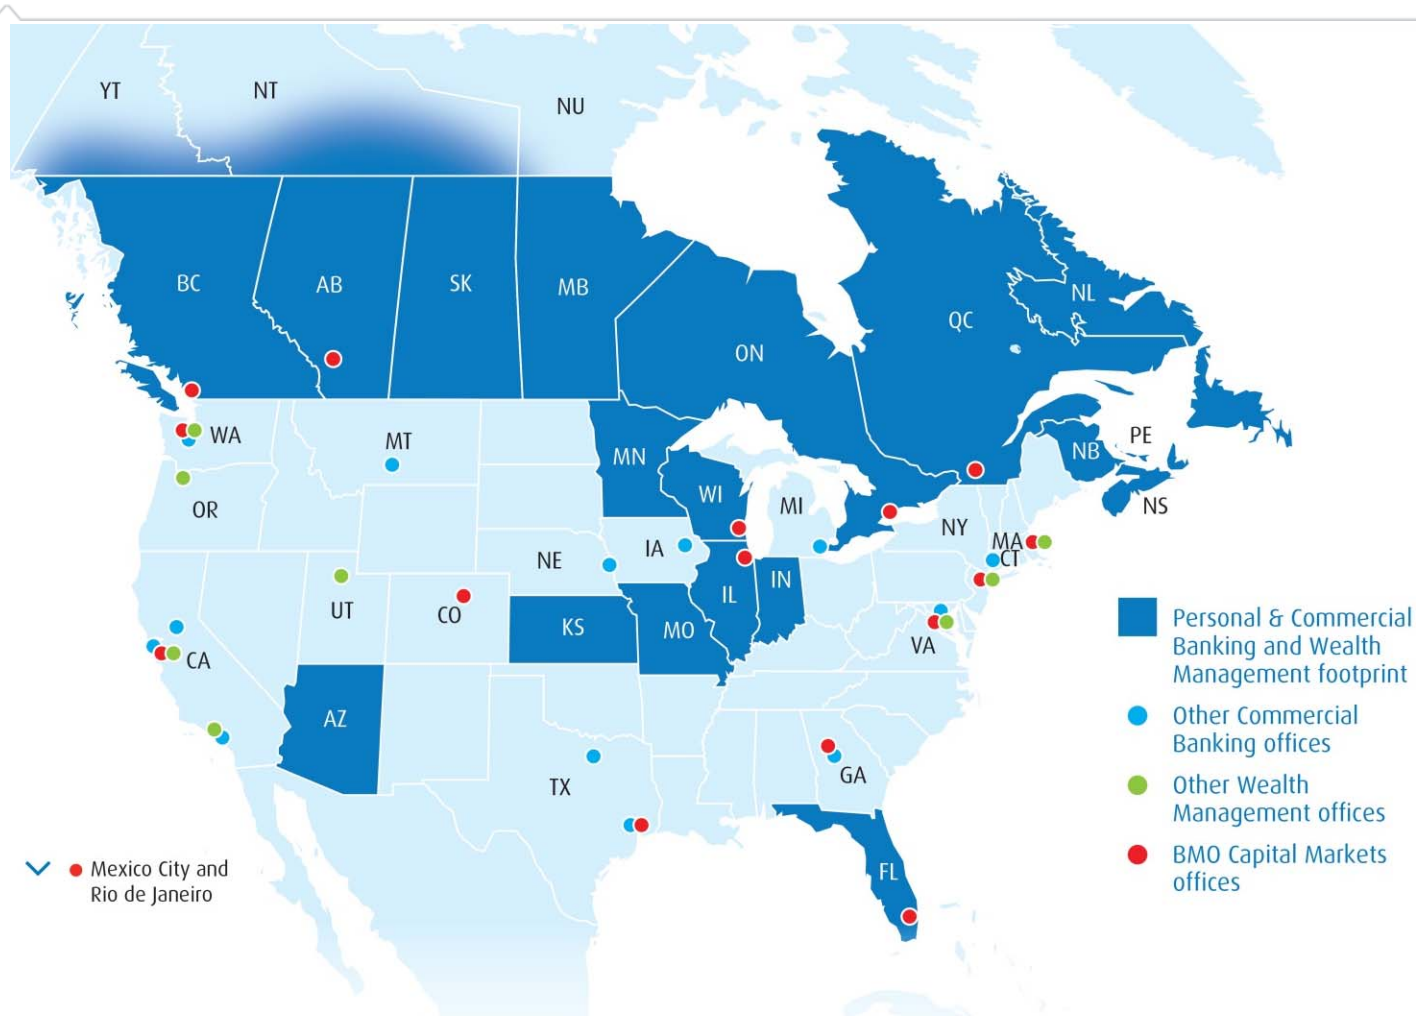 YT
NT
NU
BC
AB
SK
MB
ON
QC
NL
NB
PE
NS
WA
MT
MN
OR
WI
MI
NY
MA
CT
IA
NE
IL
IN
UT
CO
KS
MO
VA
CA
AZ
TX
GA
FL
Personal & Commercial
Banking and Wealth
Management footprint
Other Commercial
Banking offices
Other Wealth
Management offices
BMO Capital Markets
offices
Mexico City and
Rio de Janeiro